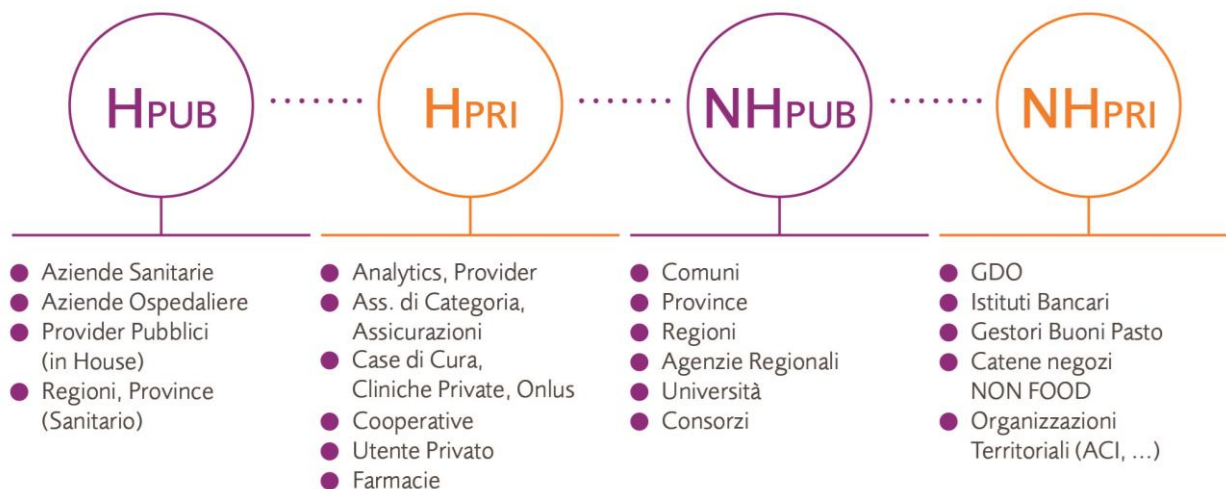 HPUB
HPRI
NHPUB
NHPRI
Aziende Sanitarie
Aziende Ospedaliere
Provider Pubblici
(in House)
Regioni, Province
(Sanitario)
Analytics, Provider
Ass. di Categoria,
Assicurazioni
Case di Cura,
Cliniche Private, Onlus
Cooperative
Utente Privato
Farmacie
Comuni
Province
Regioni
Agenzie Regionali
Università
Consorzi
GDO
Istituti Bancari
Gestori Buoni Pasto
Catene negozi
NON FOOD
Organizzazioni
Territoriali (ACI, ...)